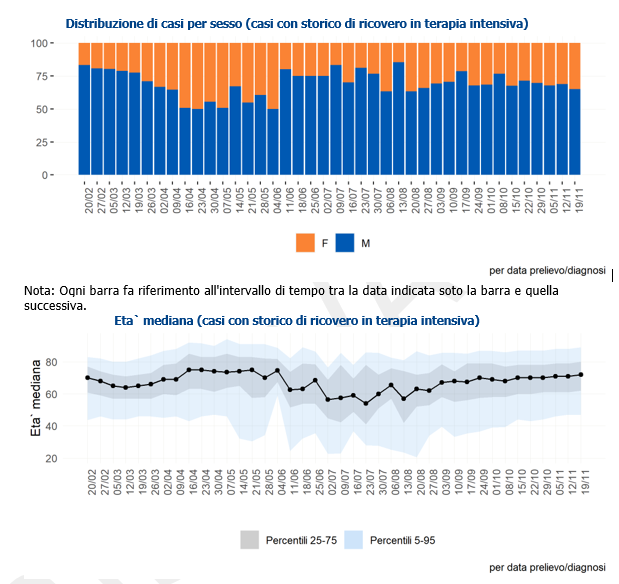 Distribuzione di casi per sesso (casi con storico di ricovero in terapia intensiva)
100
75
50
25
0
20/02 27/02 05/03 12/03 19/03 26/03 02/04 09/04 16/04 23/04 30/04 07/05 14/05 21/05 28/05 04/06 11/06 18/06 25/06 02/07 09/07 16/07 23/07 30/07 06/08 13/08 20/08 27/08 03/09 10/09 17/09 24/09 01/10 08/10 15/10 22/10 29/10 05/11 12/11 19/11
F M
per data prelievo/diagnosi
Nota: Ogni barra fa riferimento all'intervallo di tempo tra la data indicata soto la barra e quella
successiva.
Eta` mediana (casi con storico di ricovero in terapia intensiva)
Eta` mediana
80
60
40
20
20/02 27/02 05/03 12/03 19/03 26/03 02/04 09/04 16/04 23/04 30/04 07/05 14/05 21/05 28/05 04/06 11/06 18/06 25/06 02/07 09/07 16/07 23/07 30/07 06/08 13/08 20/08 27/08 03/09 10/09 17/09 24/09 01/10 08/10 15/10 22/10 29/10 05/11 12/11 19/11
Percentili 25-75 Percentili 5-95
per data prelievo/diagnosi